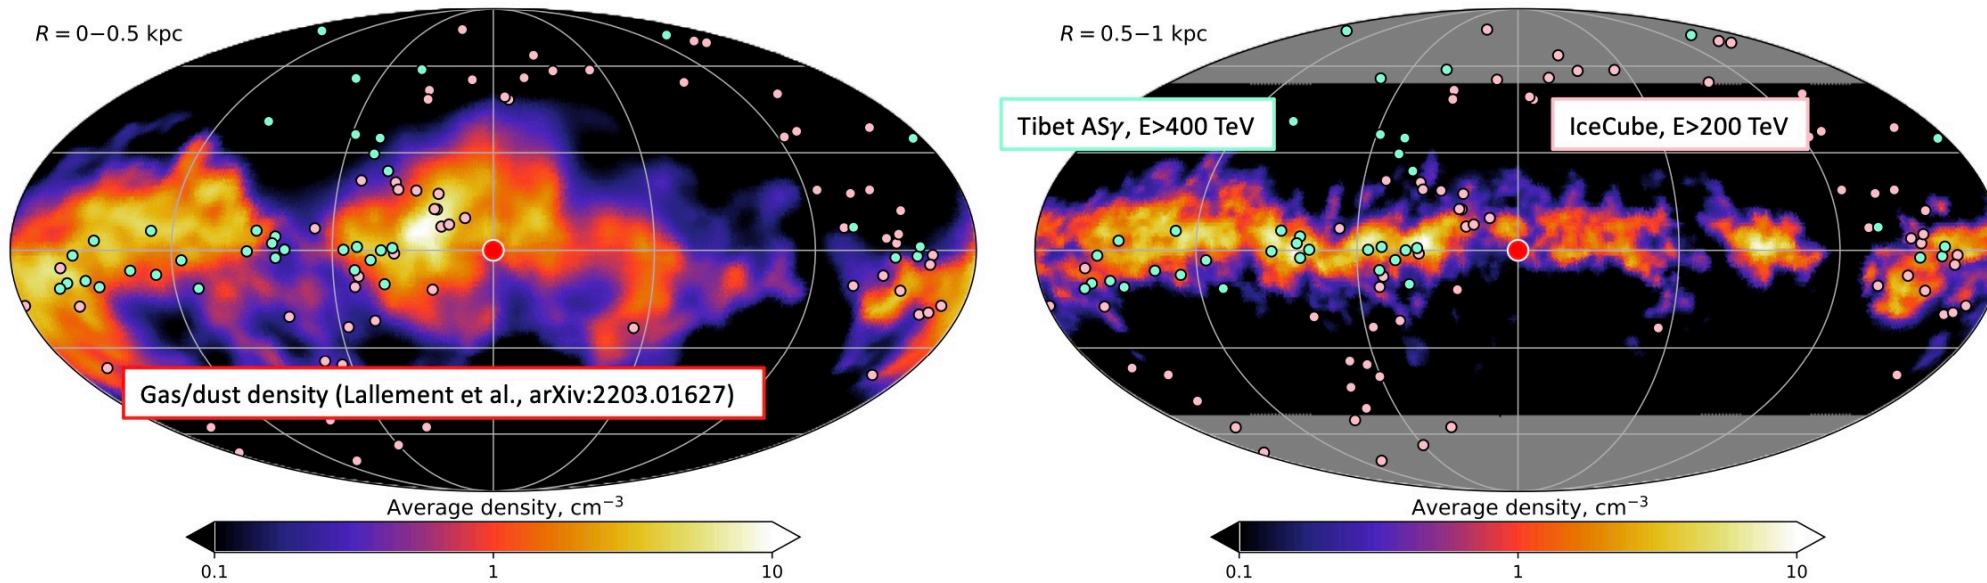 R = 0−0.5 kpc
R = 0.5−1 kpc
Tibet ASγ, E>400 TeV
IceCube, E>200 TeV
Gas/dust density (Lallement et al., arXiv:2203.01627)
Average density, cm⁻³
0.1 1 10
Average density, cm⁻³
0.1 1 10